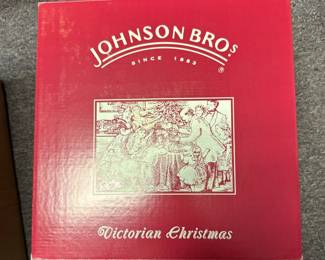 JOHNSON BROS
SINCE 1883
®
Victorian Christmas